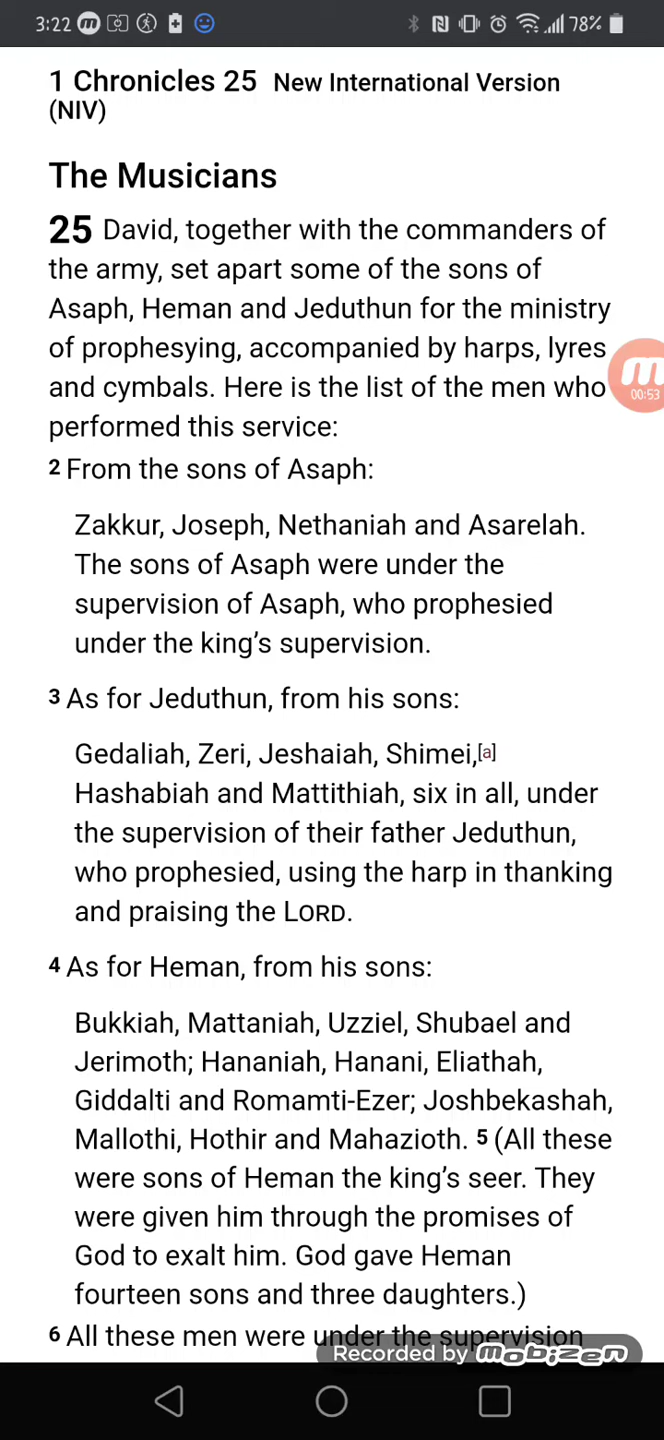 3:22 78%
1 Chronicles 25 New International Version
(NIV)
The Musicians
25 David, together with the commanders of
the army, set apart some of the sons of
Asaph, Heman and Jeduthun for the ministry
of prophesying, accompanied by harps, lyres
and cymbals. Here is the list of the men who
00:53
performed this service:
2 From the sons of Asaph:
Zakkur, Joseph, Nethaniah and Asarelah.
The sons of Asaph were under the
supervision of Asaph, who prophesied
under the king’s supervision.
3 As for Jeduthun, from his sons:
Gedaliah, Zeri, Jeshaiah, Shimei,[a]
Hashabiah and Mattithiah, six in all, under
the supervision of their father Jeduthun,
who prophesied, using the harp in thanking
and praising the LORD.
4 As for Heman, from his sons:
Bukkiah, Mattaniah, Uzziel, Shubael and
Jerimoth; Hananiah, Hanani, Eliathah,
Giddalti and Romamti-Ezer; Joshbekashah,
Mallothi, Hothir and Mahazioth. 5 (All these
were sons of Heman the king’s seer. They
were given him through the promises of
God to exalt him. God gave Heman
fourteen sons and three daughters.)
6 All these men were under the supervision
Recorded by mobizen